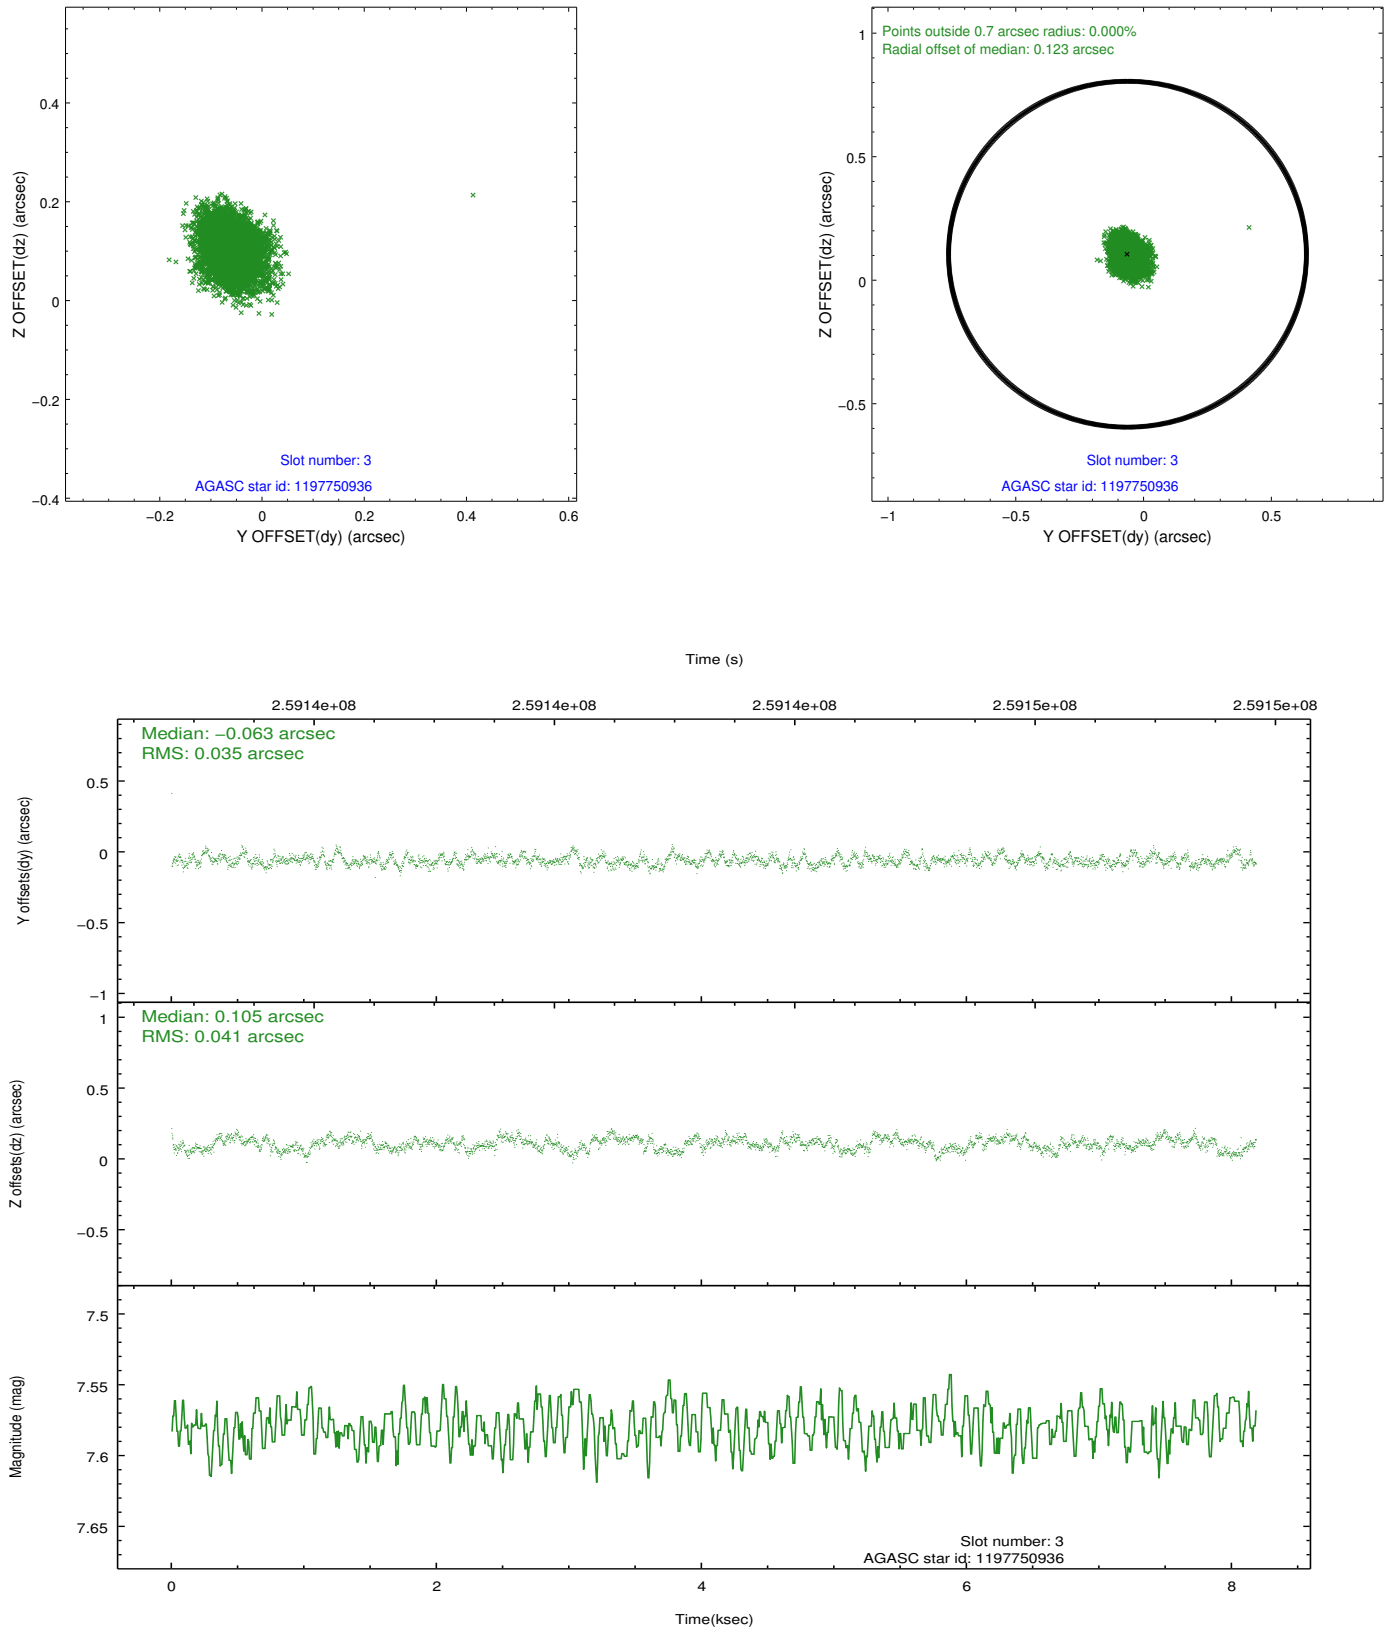 0.4
0.2
0
−0.2
−0.4
Z OFFSET(dz) (arcsec)
Slot number: 3
AGASC star id: 1197750936
−0.2
0
0.2
0.4
0.6
Y OFFSET(dy) (arcsec)
Points outside 0.7 arcsec radius: 0.000%
Radial offset of median: 0.123 arcsec
1
0.5
0
−0.5
Z OFFSET(dz) (arcsec)
Slot number: 3
AGASC star id: 1197750936
−1
−0.5
0
0.5
Y OFFSET(dy) (arcsec)
Time (s)
2.5914e+08
2.5914e+08
2.5914e+08
2.5915e+08
2.5915e+08
Median: −0.063 arcsec
RMS: 0.035 arcsec
0.5
0
−0.5
−1
Y offsets(dy) (arcsec)
Median: 0.105 arcsec
RMS: 0.041 arcsec
1
0.5
0
−0.5
Z offsets(dz) (arcsec)
7.5
7.55
7.6
7.65
Magnitude (mag)
Slot number: 3
AGASC star id: 1197750936
0
2
4
6
8
Time(ksec)